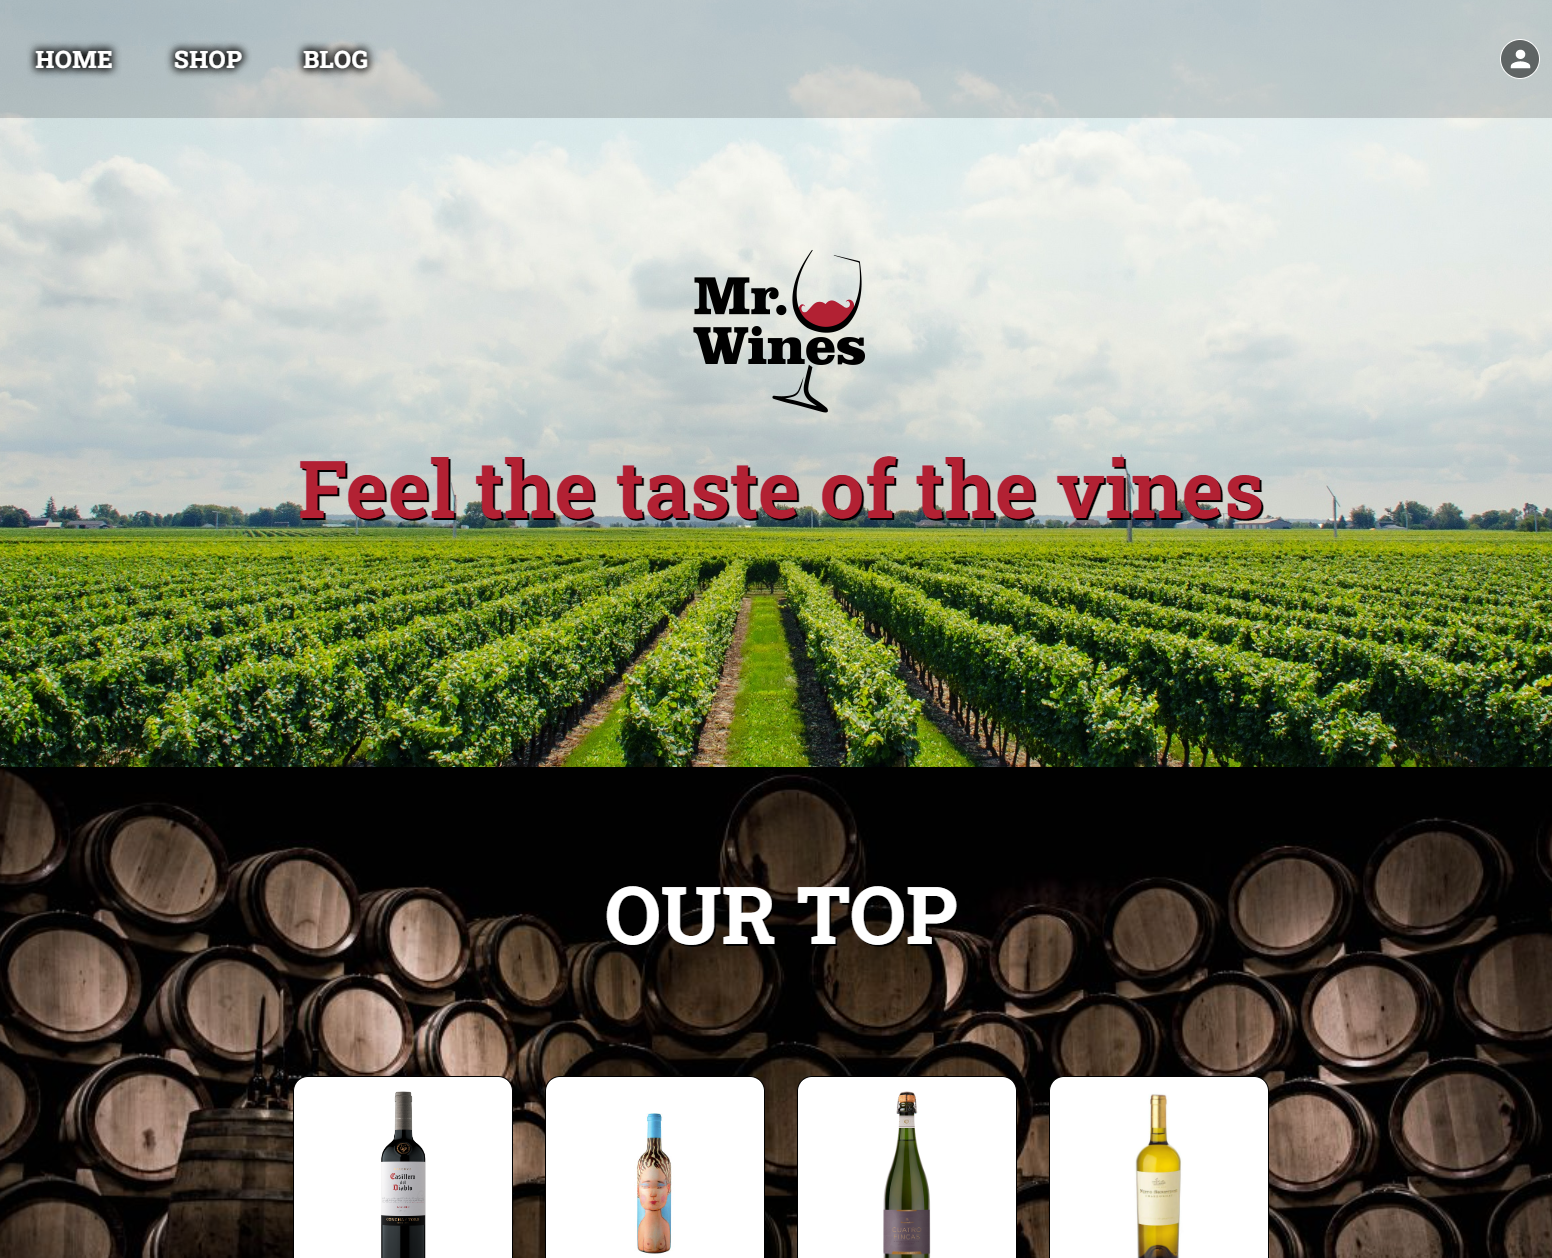 HOME SHOP BLOG
Mr.
Wines
Feel the taste of the vines
OUR TOP
Casillero
del
Diablo